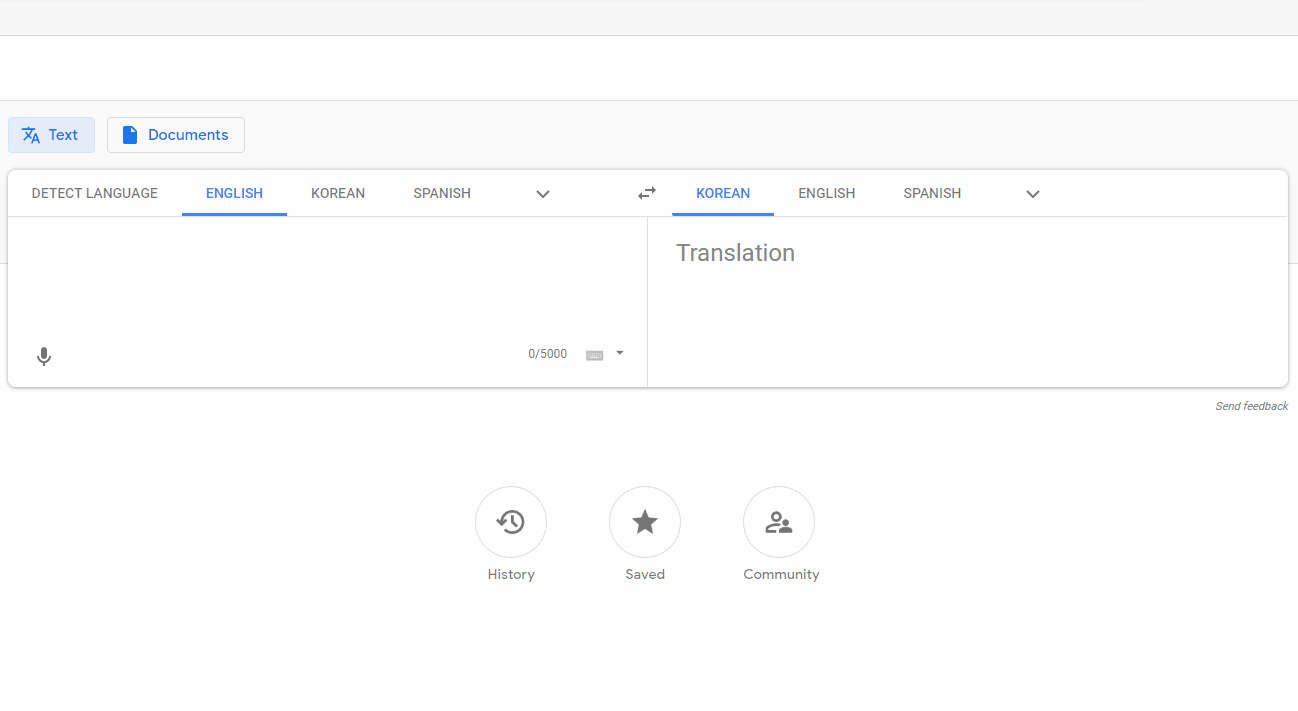 Text Documents
DETECT LANGUAGE ENGLISH KOREAN SPANISH KOREAN ENGLISH SPANISH
Translation
0/5000
Send feedback
History Saved Community